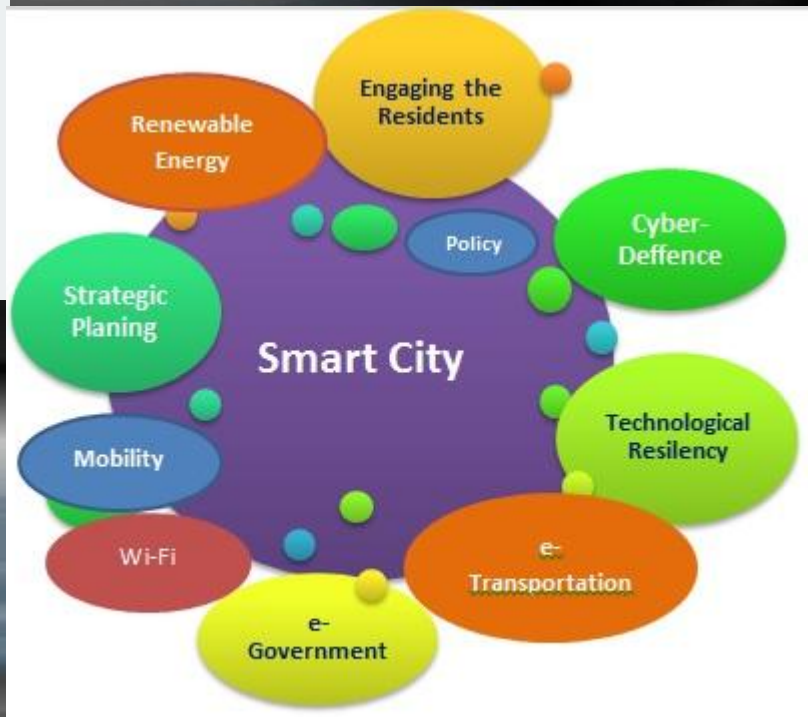 Engaging the
Residents
Renewable
Energy
Policy
Cyber-
Deffence
Strategic
Planing
Smart City
Technological
Resilency
Mobility
Wi-Fi
e-
Transportation
e-
Government